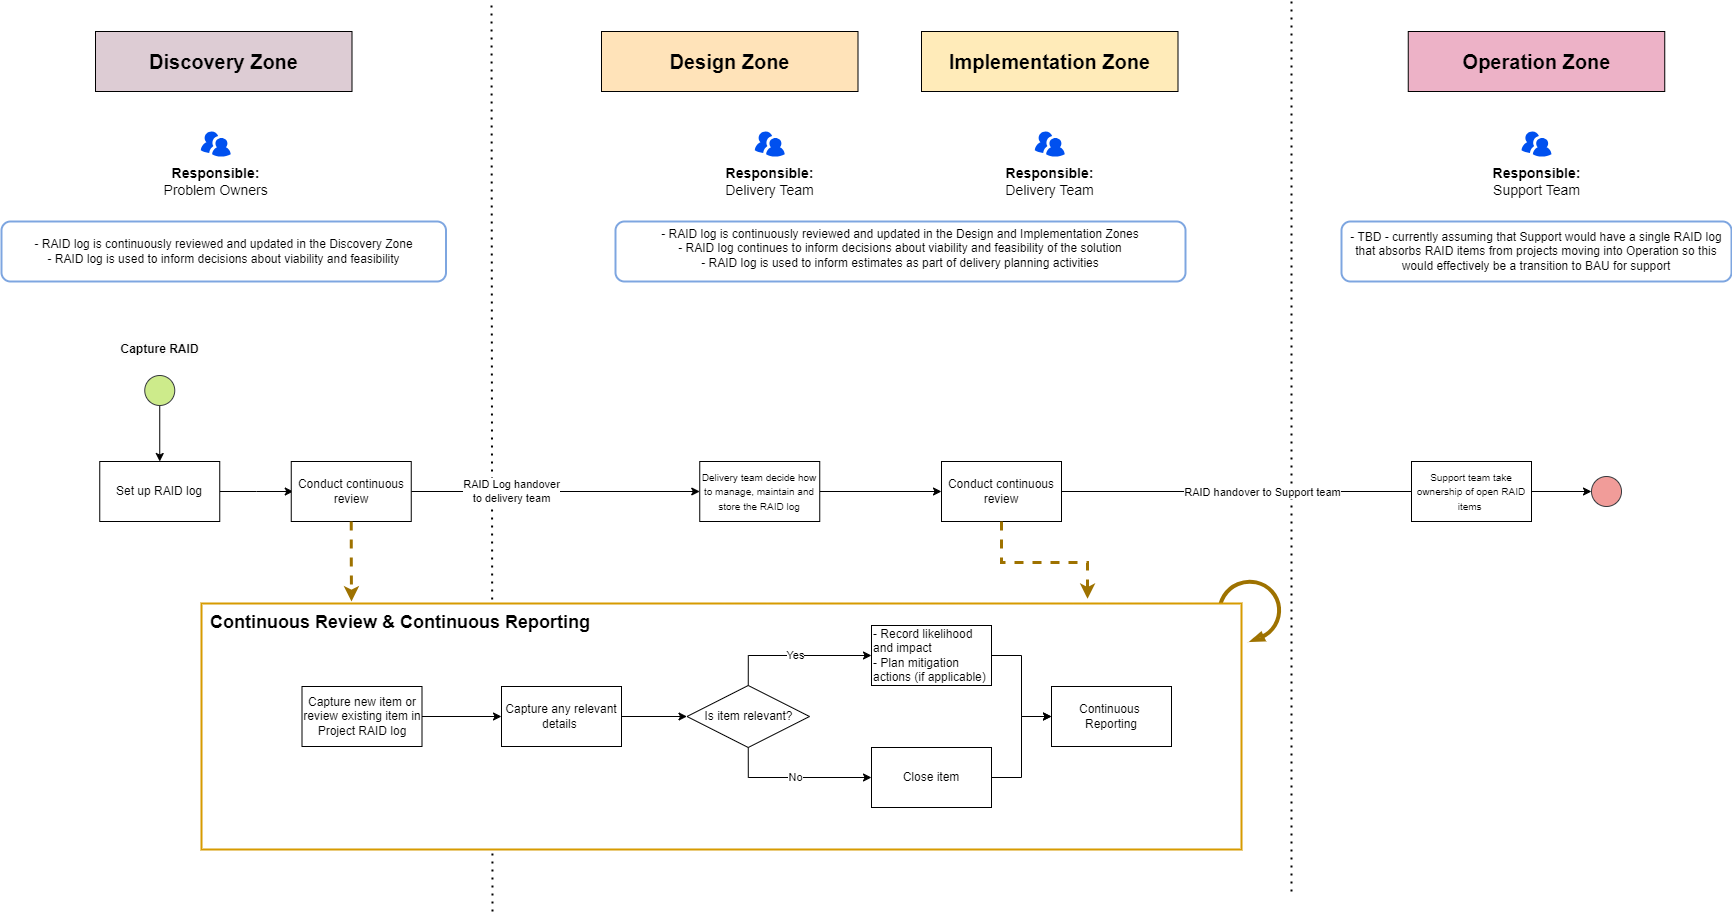 Discovery Zone
Design Zone
Implementation Zone
Operation Zone
Responsible:
Problem Owners
Responsible:
Delivery Team
Responsible:
Delivery Team
Responsible:
Support Team
- RAID log is continuously reviewed and updated in the Discovery Zone
- RAID log is used to inform decisions about viability and feasibility
- RAID log is continuously reviewed and updated in the Design and Implementation Zones
- RAID log continues to inform decisions about viability and feasibility of the solution
- RAID log is used to inform estimates as part of delivery planning activities
- TBD - currently assuming that Support would have a single RAID log
that absorbs RAID items from projects moving into Operation so this
would effectively be a transition to BAU for support
Capture RAID
Set up RAID log
Conduct continuous
review
RAID Log handover
to delivery team
Delivery team decide how
to manage, maintain and
store the RAID log
Conduct continuous
review
RAID handover to Support team
Support team take
ownership of open RAID
items
Continuous Review & Continuous Reporting
Capture new item or
review existing item in
Project RAID log
Capture any relevant
details
Is item relevant?
Yes
- Record likelihood
and impact
- Plan mitigation
actions (if applicable)
No
Close item
Continuous
Reporting